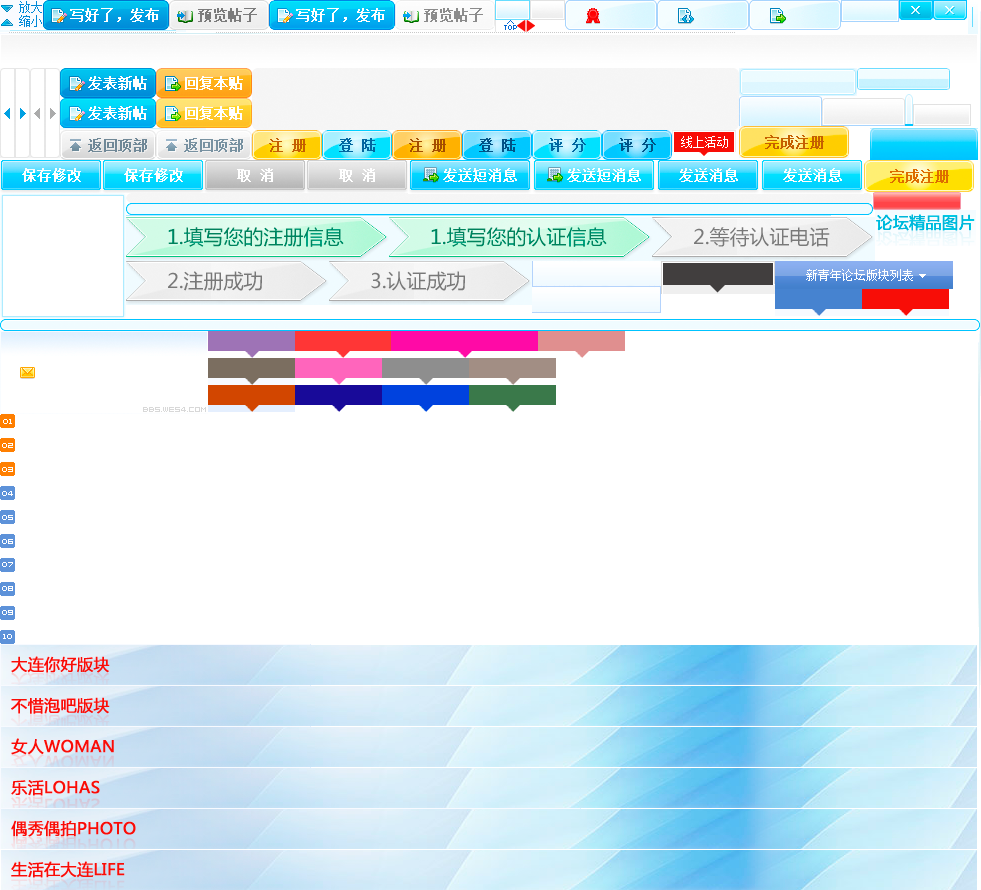 放大 写好了，发布 预览帖子 写好了，发布 预览帖子
缩小 TOP
发表新帖 回复本贴
发表新帖 回复本贴
返回顶部 返回顶部 注 册 登 陆 注 册 登 陆 评 分 评 分 线上活动 完成注册
保存修改 保存修改 取 消 取 消 发送短消息 发送短消息 发送消息 发送消息 完成注册
论坛精品图片
1.填写您的注册信息 1.填写您的认证信息 2.等待认证电话
2.注册成功 3.认证成功 新青年论坛版块列表
BBS.WES4.COM
01
02
03
04
05
06
07
08
09
10
大连你好版块
不惜泡吧版块
女人WOMAN
乐活LOHAS
偶秀偶拍PHOTO
生活在大连LIFE